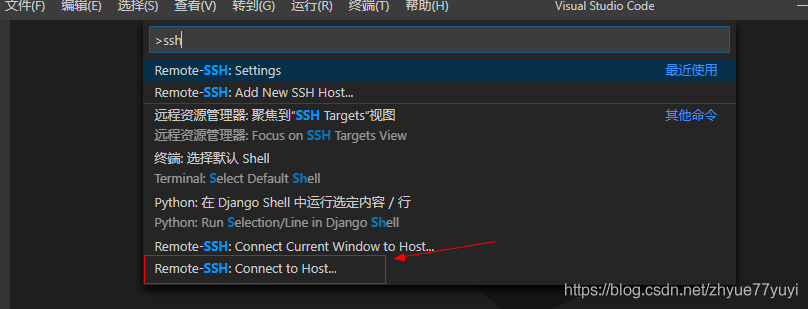 文件(F) 编辑(E) 选择(S) 查看(V) 转到(G) 运行(R) 终端(T) 帮助(H) Visual Studio Code
>ssh
Remote-SSH: Settings 最近使用
Remote-SSH: Add New SSH Host...
远程资源管理器: 聚焦到"SSH Targets"视图 其他命令
远程资源管理器: Focus on SSH Targets View
终端: 选择默认 Shell
Terminal: Select Default Shell
Python: 在 Django Shell 中运行选定内容 / 行
Python: Run Selection/Line in Django Shell
Remote-SSH: Connect Current Window to Host...
Remote-SSH: Connect to Host...
https://blog.csdn.net/zhyue77yuyi